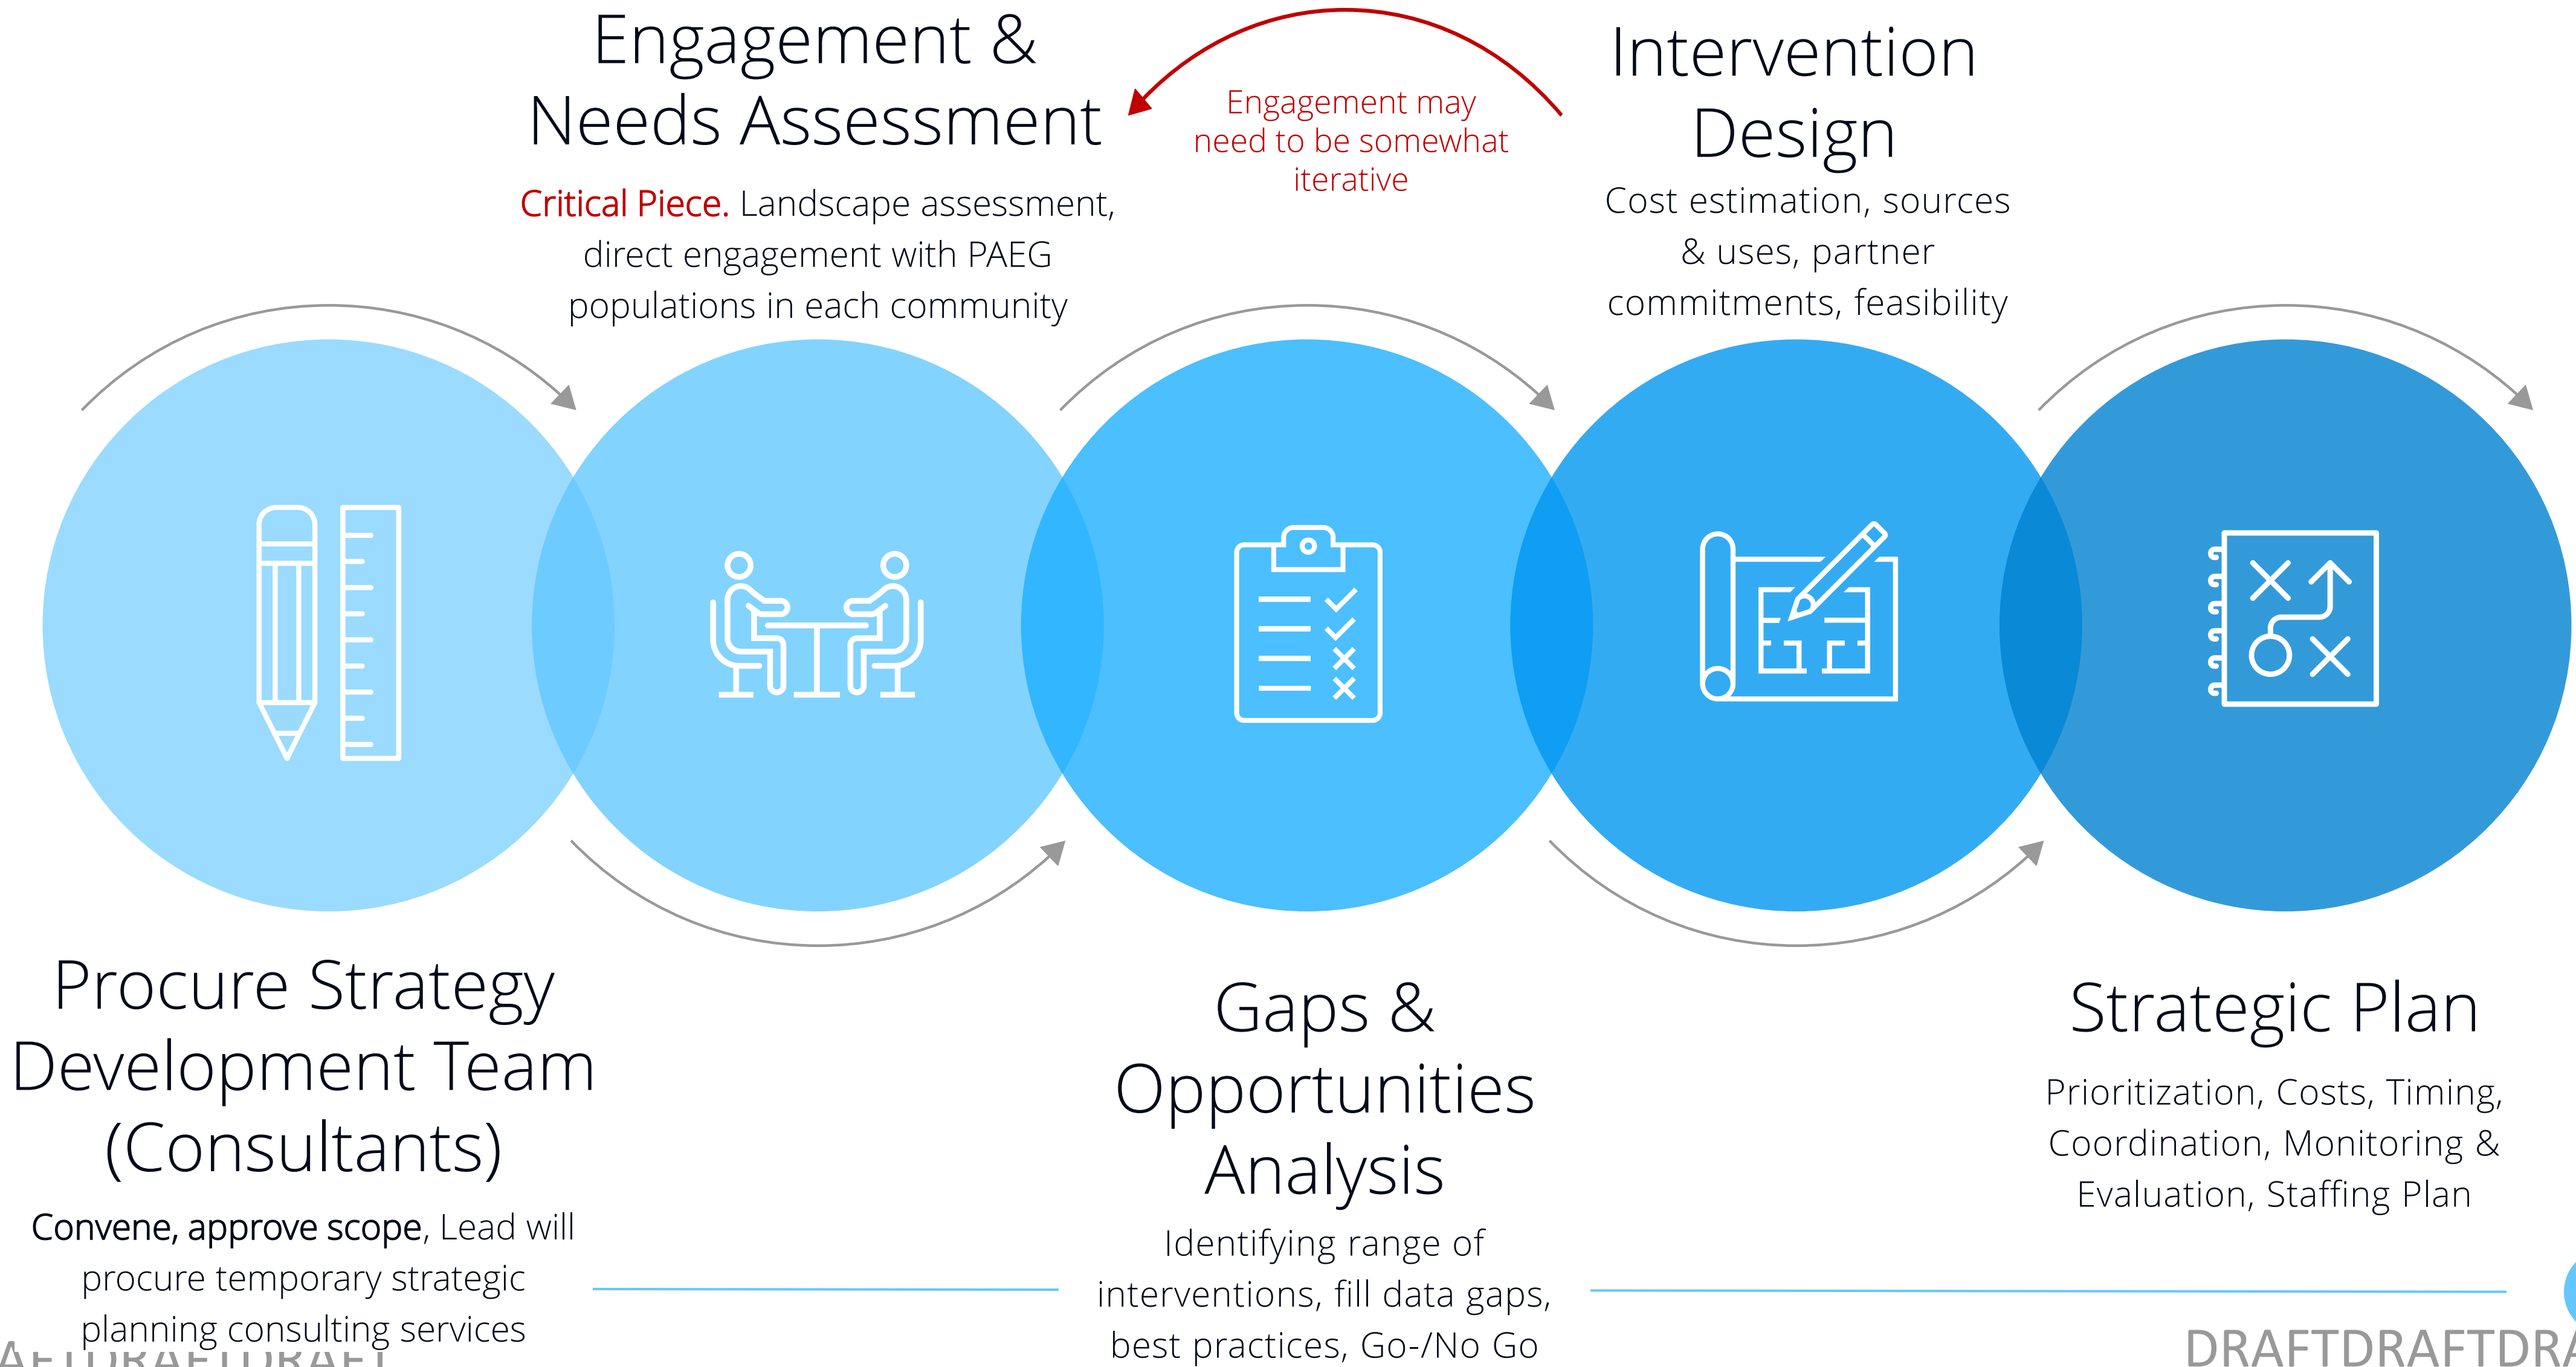 Engagement &
Needs Assessment
Critical Piece. Landscape assessment,
direct engagement with PAEG
populations in each community
Engagement may
need to be somewhat
iterative
Intervention
Design
Cost estimation, sources
& uses, partner
commitments, feasibility
Procure Strategy
Development Team
(Consultants)
Convene, approve scope, Lead will
procure temporary strategic
planning consulting services
Gaps &
Opportunities
Analysis
Identifying range of
interventions, fill data gaps,
best practices, Go-/No Go
Strategic Plan
Prioritization, Costs, Timing,
Coordination, Monitoring &
Evaluation, Staffing Plan
AFTDRAFTDRAFT
DRAFTDRAFTDRA